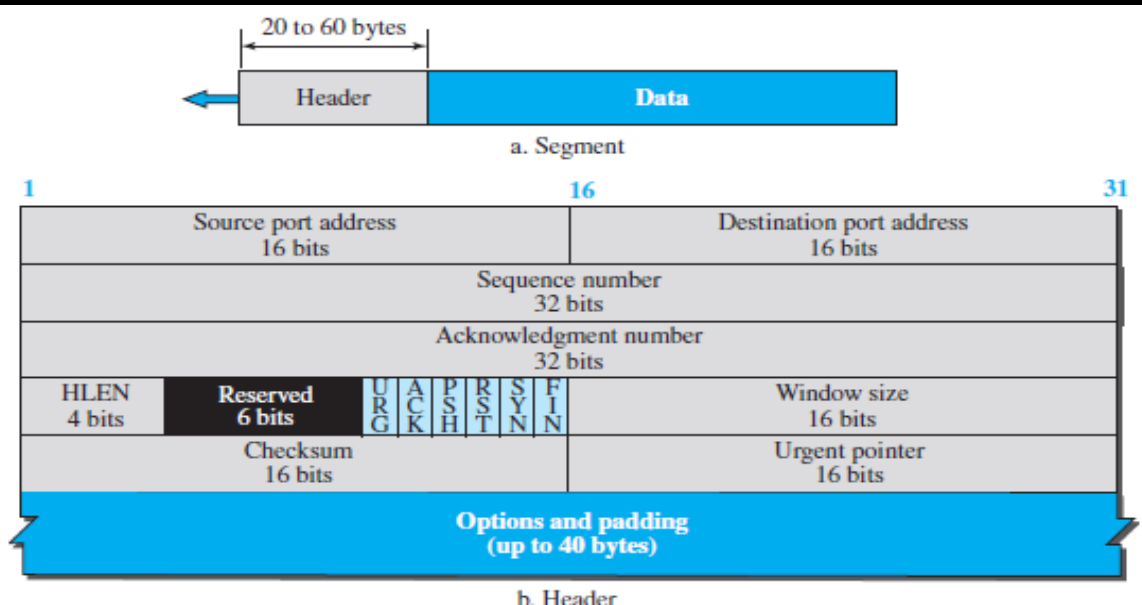 20 to 60 bytes
Header
Data
a. Segment
1
16
31
Source port address
16 bits
Destination port address
16 bits
Sequence number
32 bits
Acknowledgment number
32 bits
HLEN
4 bits
Reserved
6 bits
URG
ACK
PSH
RST
SYN
FIN
Window size
16 bits
Checksum
16 bits
Urgent pointer
16 bits
Options and padding
(up to 40 bytes)
b. Header